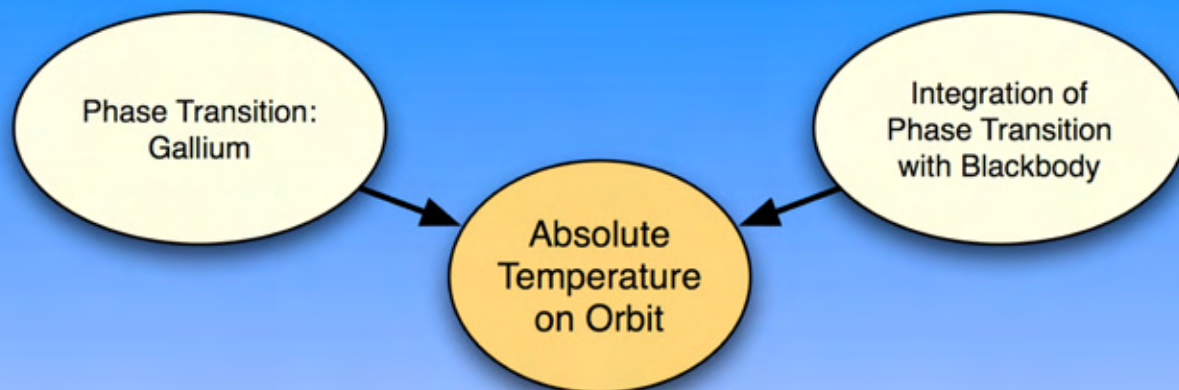 Phase Transition:
Gallium
Integration of
Phase Transition
with Blackbody
Absolute
Temperature
on Orbit